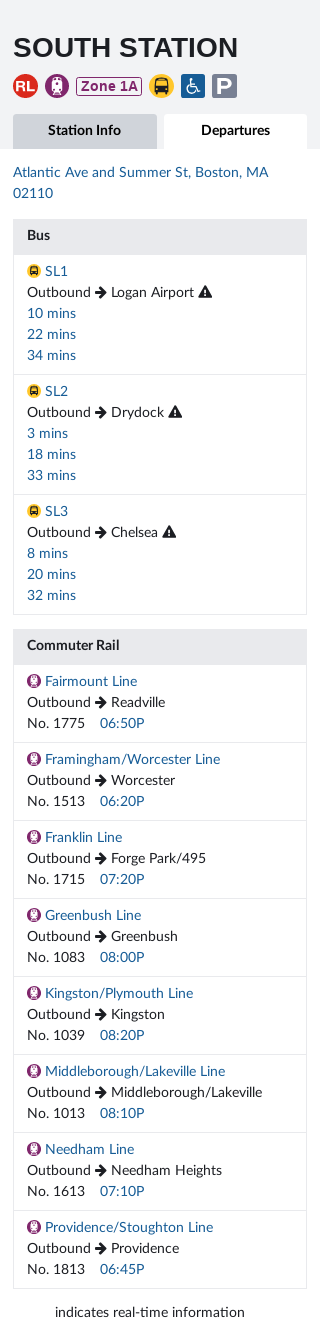 SOUTH STATION
RL Zone 1A P
Station Info Departures
Atlantic Ave and Summer St, Boston, MA
02110
Bus
SL1
Outbound Logan Airport
10 mins
22 mins
34 mins
SL2
Outbound Drydock
3 mins
18 mins
33 mins
SL3
Outbound Chelsea
8 mins
20 mins
32 mins
Commuter Rail
Fairmount Line
Outbound Readville
No. 1775 06:50P
Framingham/Worcester Line
Outbound Worcester
No. 1513 06:20P
Franklin Line
Outbound Forge Park/495
No. 1715 07:20P
Greenbush Line
Outbound Greenbush
No. 1083 08:00P
Kingston/Plymouth Line
Outbound Kingston
No. 1039 08:20P
Middleborough/Lakeville Line
Outbound Middleborough/Lakeville
No. 1013 08:10P
Needham Line
Outbound Needham Heights
No. 1613 07:10P
Providence/Stoughton Line
Outbound Providence
No. 1813 06:45P
indicates real-time information